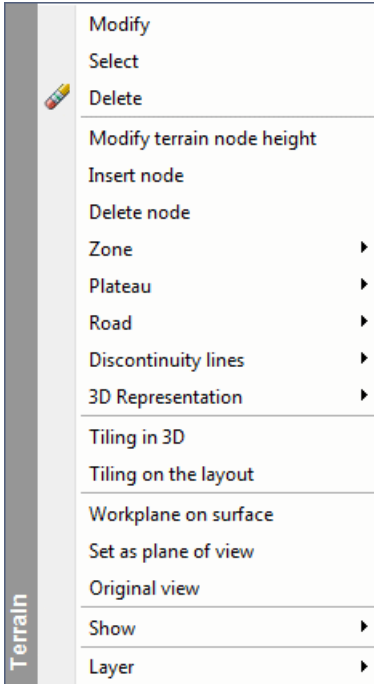 Modify
Select
Delete
Modify terrain node height
Insert node
Delete node
Zone
Plateau
Road
Discontinuity lines
3D Representation
Tiling in 3D
Tiling on the layout
Workplane on surface
Set as plane of view
Original view
Show
Layer
Terrain